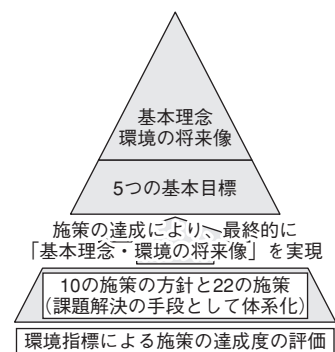 基本理念
環境の将来像
5つの基本目標
施策の達成により、最終的に
「基本理念・環境の将来像」を実現
10の施策の方針と22の施策
(課題解決の手段として体系化)
環境指標による施策の達成度の評価